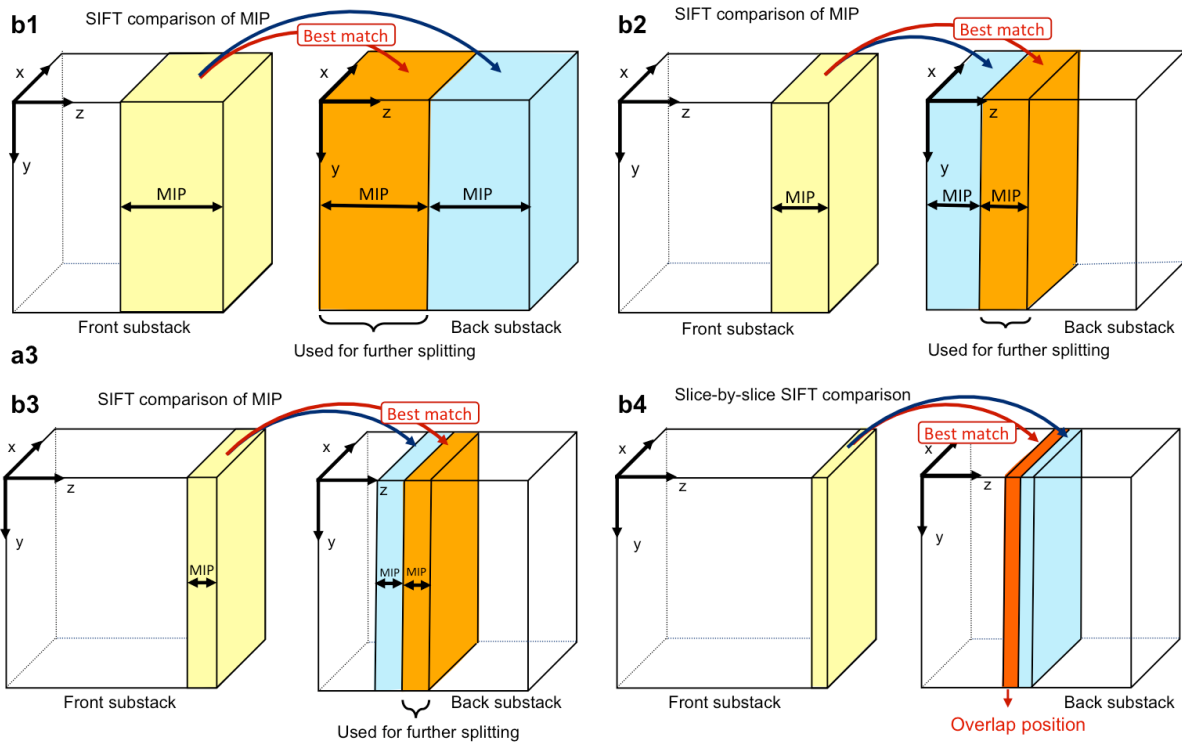 b1
SIFT comparison of MIP
Best match
x
z
y
MIP
Front substack
x
z
y
MIP
MIP
Back substack
Used for further splitting
b2
SIFT comparison of MIP
Best match
x
z
y
MIP
Front substack
x
z
y
MIP
MIP
Back substack
Used for further splitting
a3
b3
SIFT comparison of MIP
Best match
x
z
y
MIP
Front substack
x
z
y
MIP
MIP
Back substack
Used for further splitting
b4
Slice-by-slice SIFT comparison
Best match
x
z
y
Front substack
x
z
y
Back substack
Overlap position